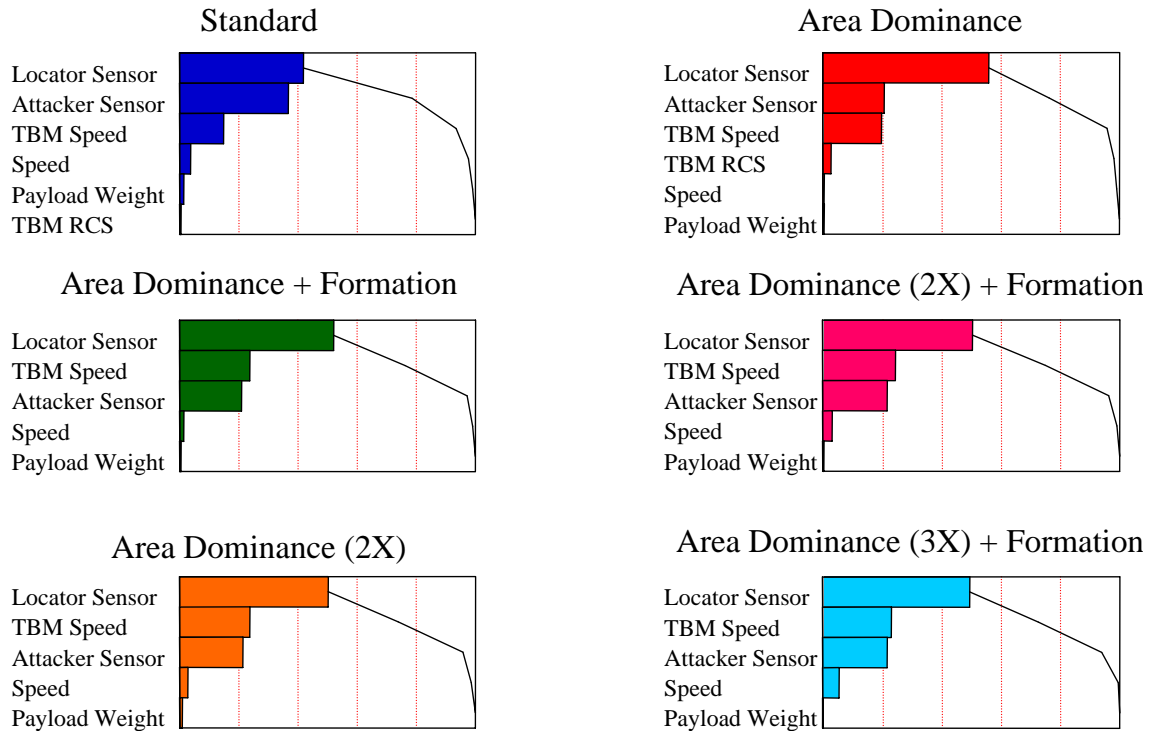 Standard
Locator Sensor
Attacker Sensor
TBM Speed
Speed
Payload Weight
TBM RCS
Area Dominance
Locator Sensor
Attacker Sensor
TBM Speed
TBM RCS
Speed
Payload Weight
Area Dominance + Formation
Locator Sensor
TBM Speed
Attacker Sensor
Speed
Payload Weight
Area Dominance (2X) + Formation
Locator Sensor
TBM Speed
Attacker Sensor
Speed
Payload Weight
Area Dominance (2X)
Locator Sensor
TBM Speed
Attacker Sensor
Speed
Payload Weight
Area Dominance (3X) + Formation
Locator Sensor
TBM Speed
Attacker Sensor
Speed
Payload Weight